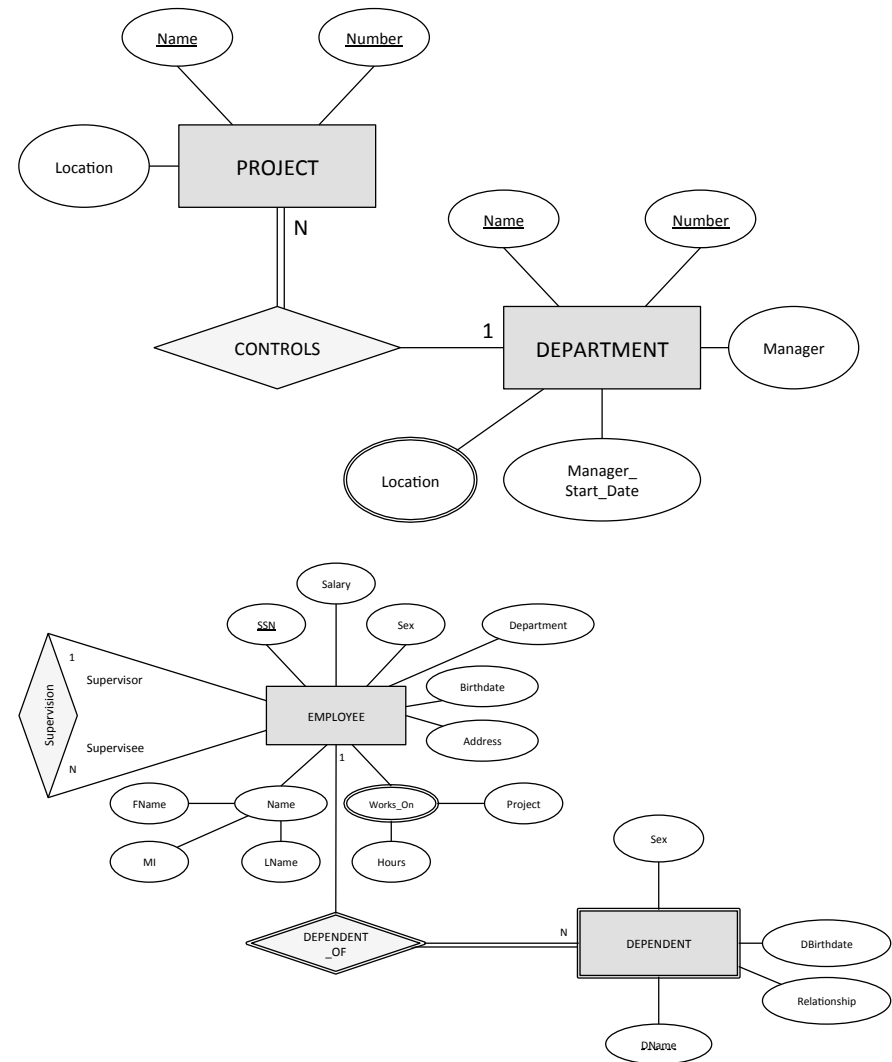 Name
Number
Location
PROJECT
N
Name
Number
CONTROLS
1
DEPARTMENT
Manager
Location
Manager_
Start_Date
Salary
SSN
Sex
Department
1
Supervisor
Birthdate
Supervision
EMPLOYEE
Address
Supervisee
N
1
FName
Name
Works_On
Project
MI
LName
Hours
Sex
DEPENDENT
_OF
N
DEPENDENT
DBirthdate
Relationship
DName